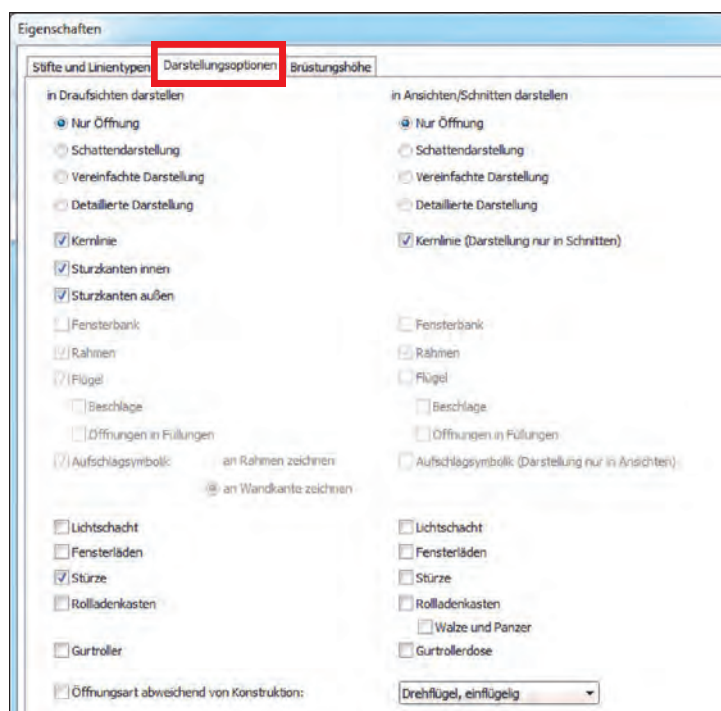 Eigenschaften
Stifte und Linientypen Darstellungsoptionen Brüstungshöhe
in Draufsichten darstellen in Ansichten/Schnitten darstellen
Nur Öffnung Nur Öffnung
Schattendarstellung Schattendarstellung
Vereinfachte Darstellung Vereinfachte Darstellung
Detaillierte Darstellung Detaillierte Darstellung
Kernlinie Kernlinie (Darstellung nur in Schnitten)
Sturzkanten innen
Sturzkanten außen
Fensterbank Fensterbank
Rahmen Rahmen
Flügel Flügel
Beschläge Beschläge
Öffnungen in Füllungen Öffnungen in Füllungen
Aufschlagsymbolik: an Rahmen zeichnen Aufschlagsymbolik (Darstellung nur in Ansichten)
an Wandkante zeichnen
Lichtschacht Lichtschacht
Fensterläden Fensterläden
Stürze Stürze
Rollladenkasten Rollladenkasten
Walze und Panzer
Gurtroller Gurtrollerdose
Öffnungsart abweichend von Konstruktion: Drehflügel, einflügelig